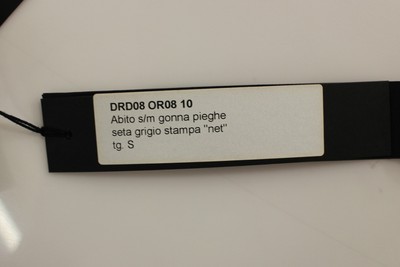 DRD08 OR08 10
Abito s/m gonna pieghe
seta grigio stampa "net"
tg. S